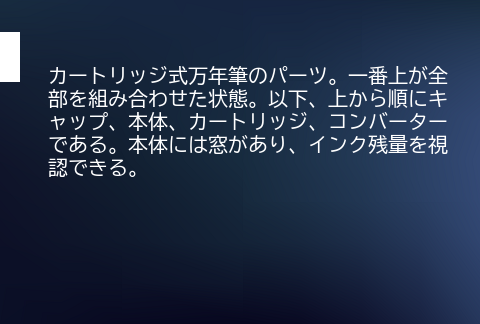 カートリッジ式万年筆のパーツ。一番上が全
部を組み合わせた状態。以下、上から順にキ
ャップ、本体、カートリッジ、コンバーター
である。本体には窓があり、インク残量を視
認できる。